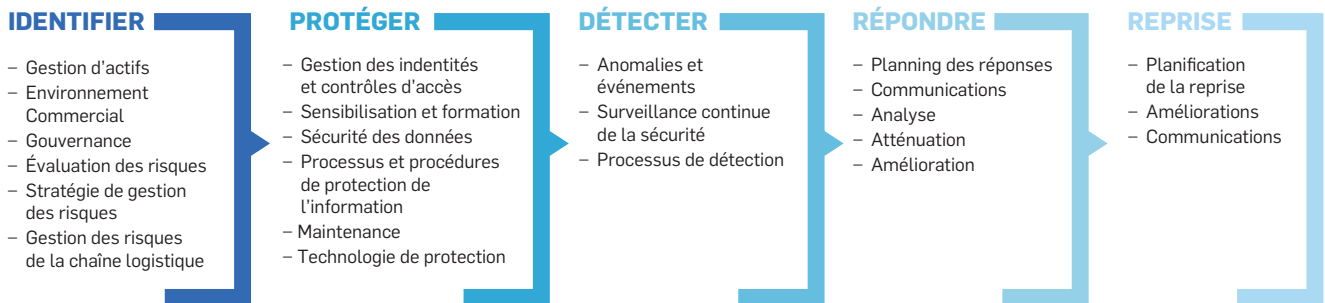 IDENTIFIER
– Gestion d'actifs
– Environnement
Commercial
– Gouvernance
– Évaluation des risques
– Stratégie de gestion
des risques
– Gestion des risques
de la chaîne logistique
PROTÉGER
– Gestion des indentités
et contrôles d'accès
– Sensibilisation et formation
– Sécurité des données
– Processus et procédures
de protection de
l'information
– Maintenance
– Technologie de protection
DÉTECTER
– Anomalies et
événements
– Surveillance continue
de la sécurité
– Processus de détection
RÉPONDRE
– Planning des réponses
– Communications
– Analyse
– Atténuation
– Amélioration
REPRISE
– Planification
de la reprise
– Améliorations
– Communications